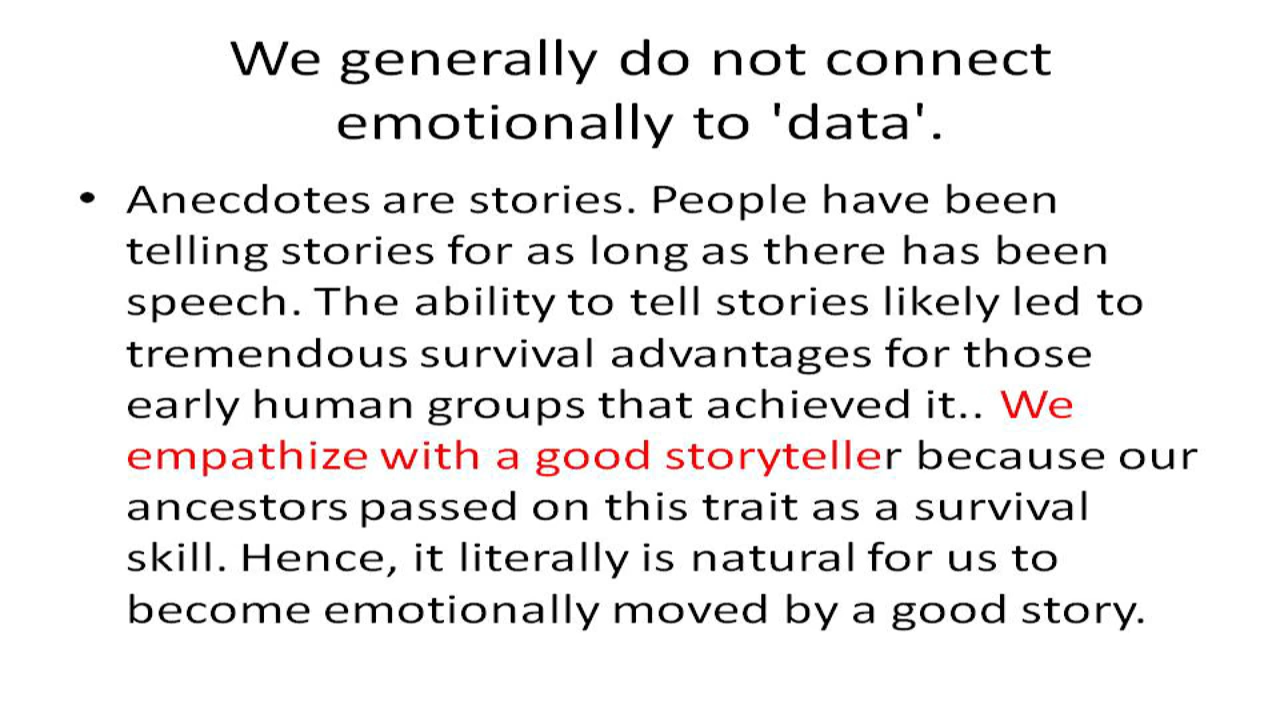 We generally do not connect
emotionally to 'data'.
• Anecdotes are stories. People have been
telling stories for as long as there has been
speech. The ability to tell stories likely led to
tremendous survival advantages for those
early human groups that achieved it.. We
empathize with a good storyteller because our
ancestors passed on this trait as a survival
skill. Hence, it literally is natural for us to
become emotionally moved by a good story.